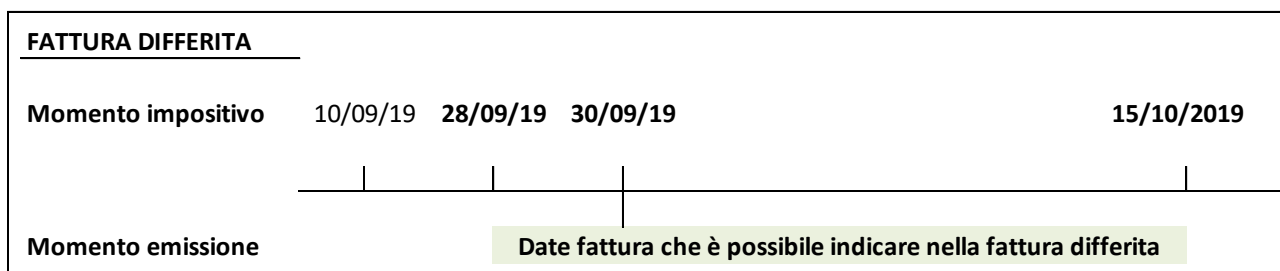 FATTURA DIFFERITA
Momento impositivo 10/09/19 28/09/19 30/09/19 15/10/2019
Momento emissione Date fattura che è possibile indicare nella fattura differita